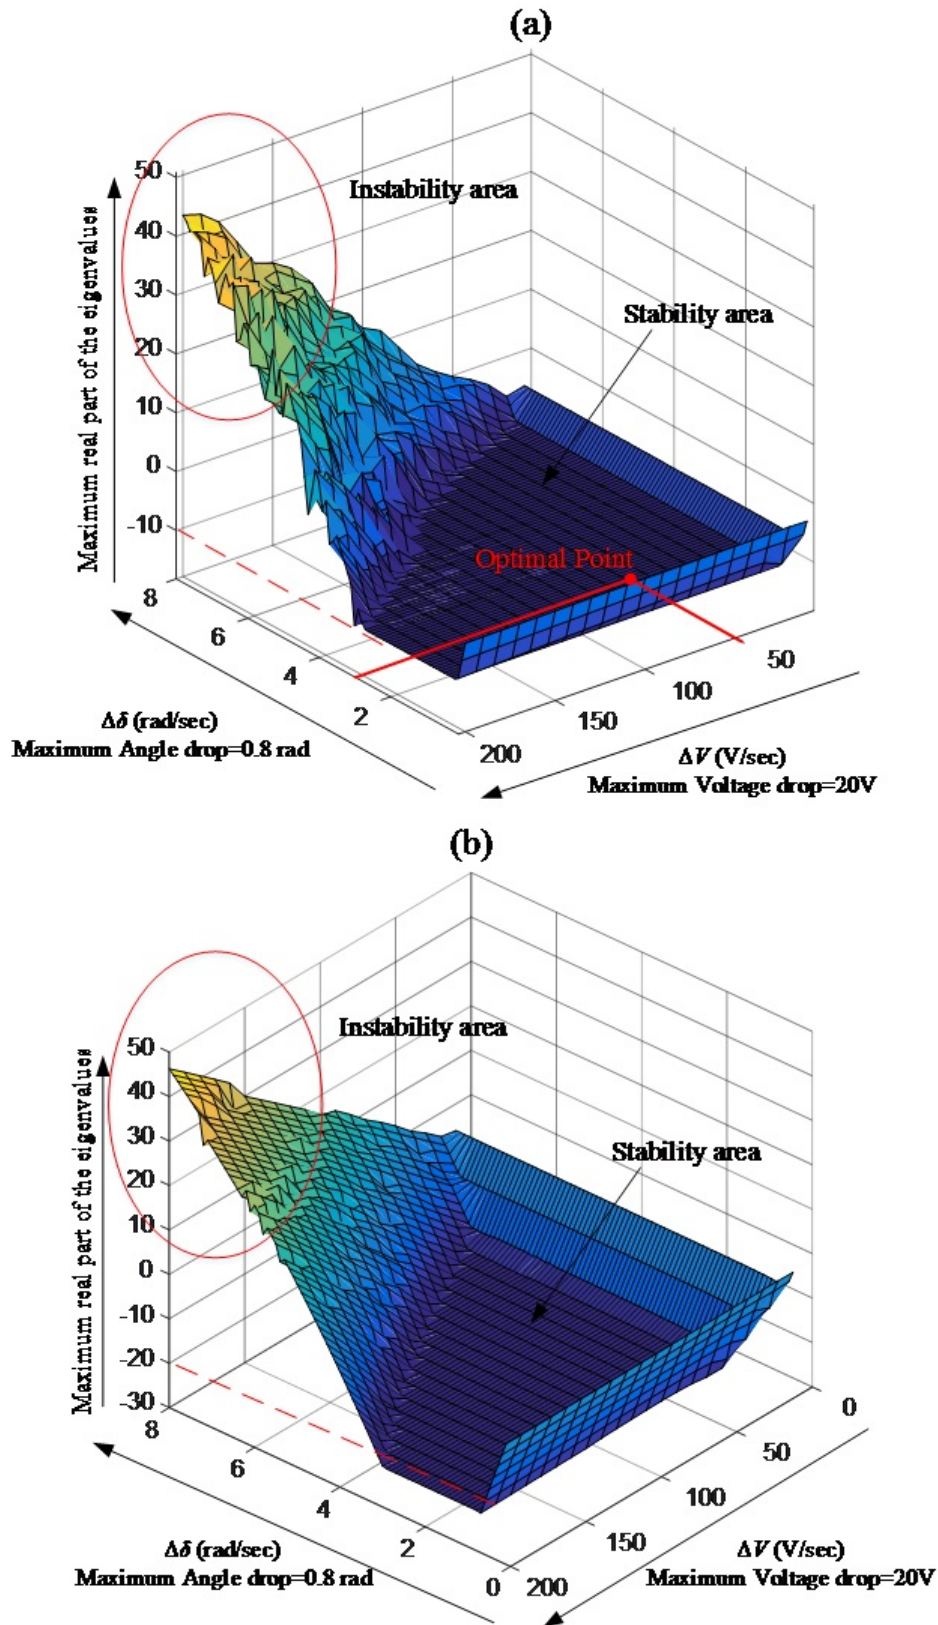 (a)
50
40
30
20
10
0
-10
Maximum real part of the eigenvalues
Instability area
Stability area
Optimal Point
8
6
4
2
50
100
150
200
Δδ (rad/sec)
Maximum Angle drop=0.8 rad
ΔV (V/sec)
Maximum Voltage drop=20V
(b)
50
40
30
20
10
0
-10
-20
-30
Maximum real part of the eigenvalues
Instability area
Stability area
8
6
4
2
0
0
50
100
150
200
Δδ (rad/sec)
Maximum Angle drop=0.8 rad
ΔV (V/sec)
Maximum Voltage drop=20V